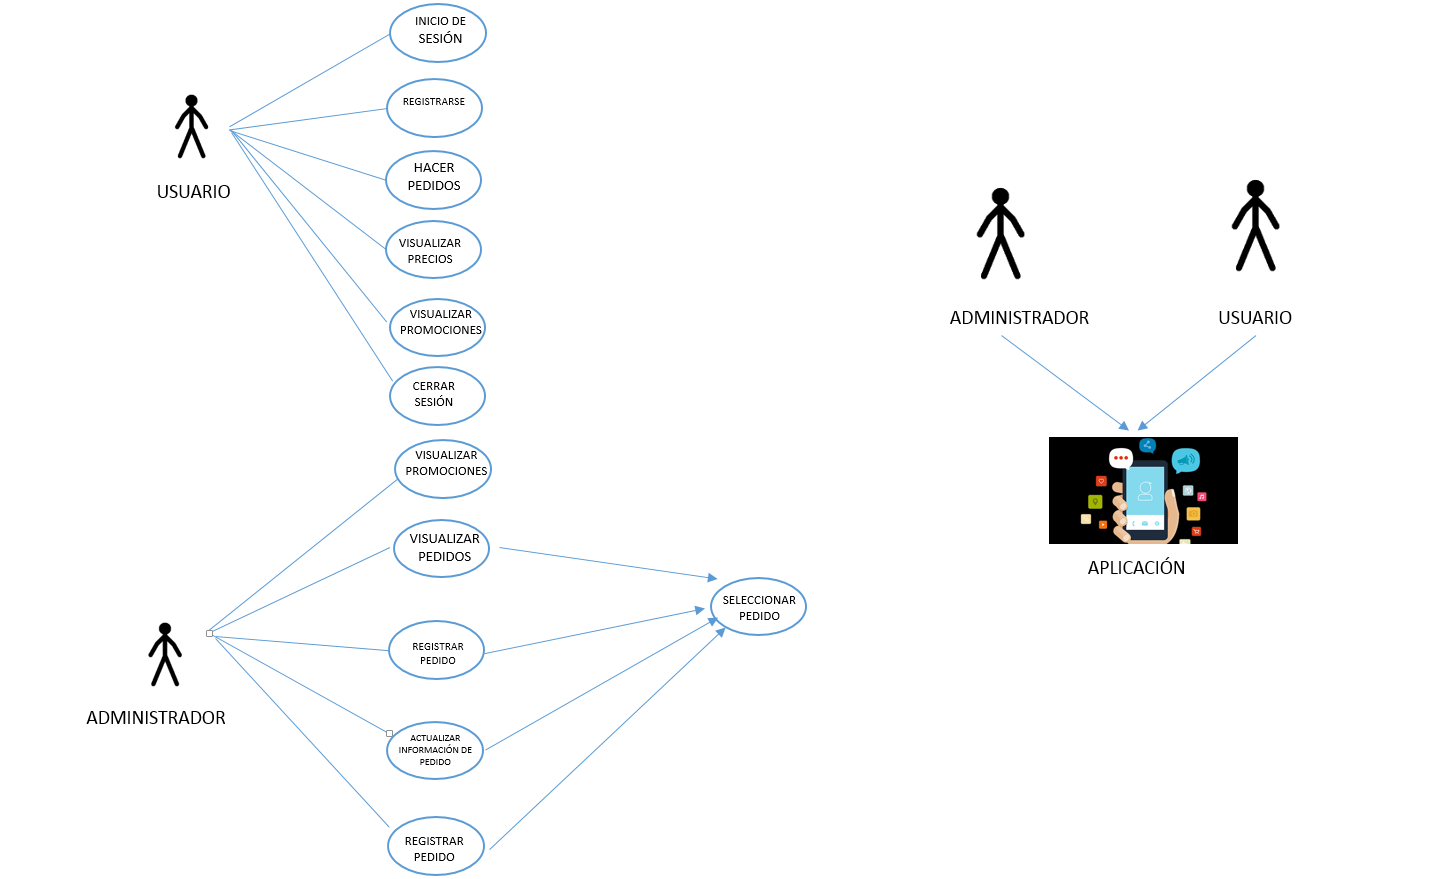 INICIO DE
SESIÓN
REGISTRARSE
HACER
PEDIDOS
USUARIO
VISUALIZAR
PRECIOS
VISUALIZAR
PROMOCIONES
CERRAR
SESIÓN
VISUALIZAR
PROMOCIONES
VISUALIZAR
PEDIDOS
SELECCIONAR
PEDIDO
REGISTRAR
PEDIDO
ADMINISTRADOR
ACTUALIZAR
INFORMACIÓN DE
PEDIDO
REGISTRAR
PEDIDO
ADMINISTRADOR
USUARIO
APLICACIÓN